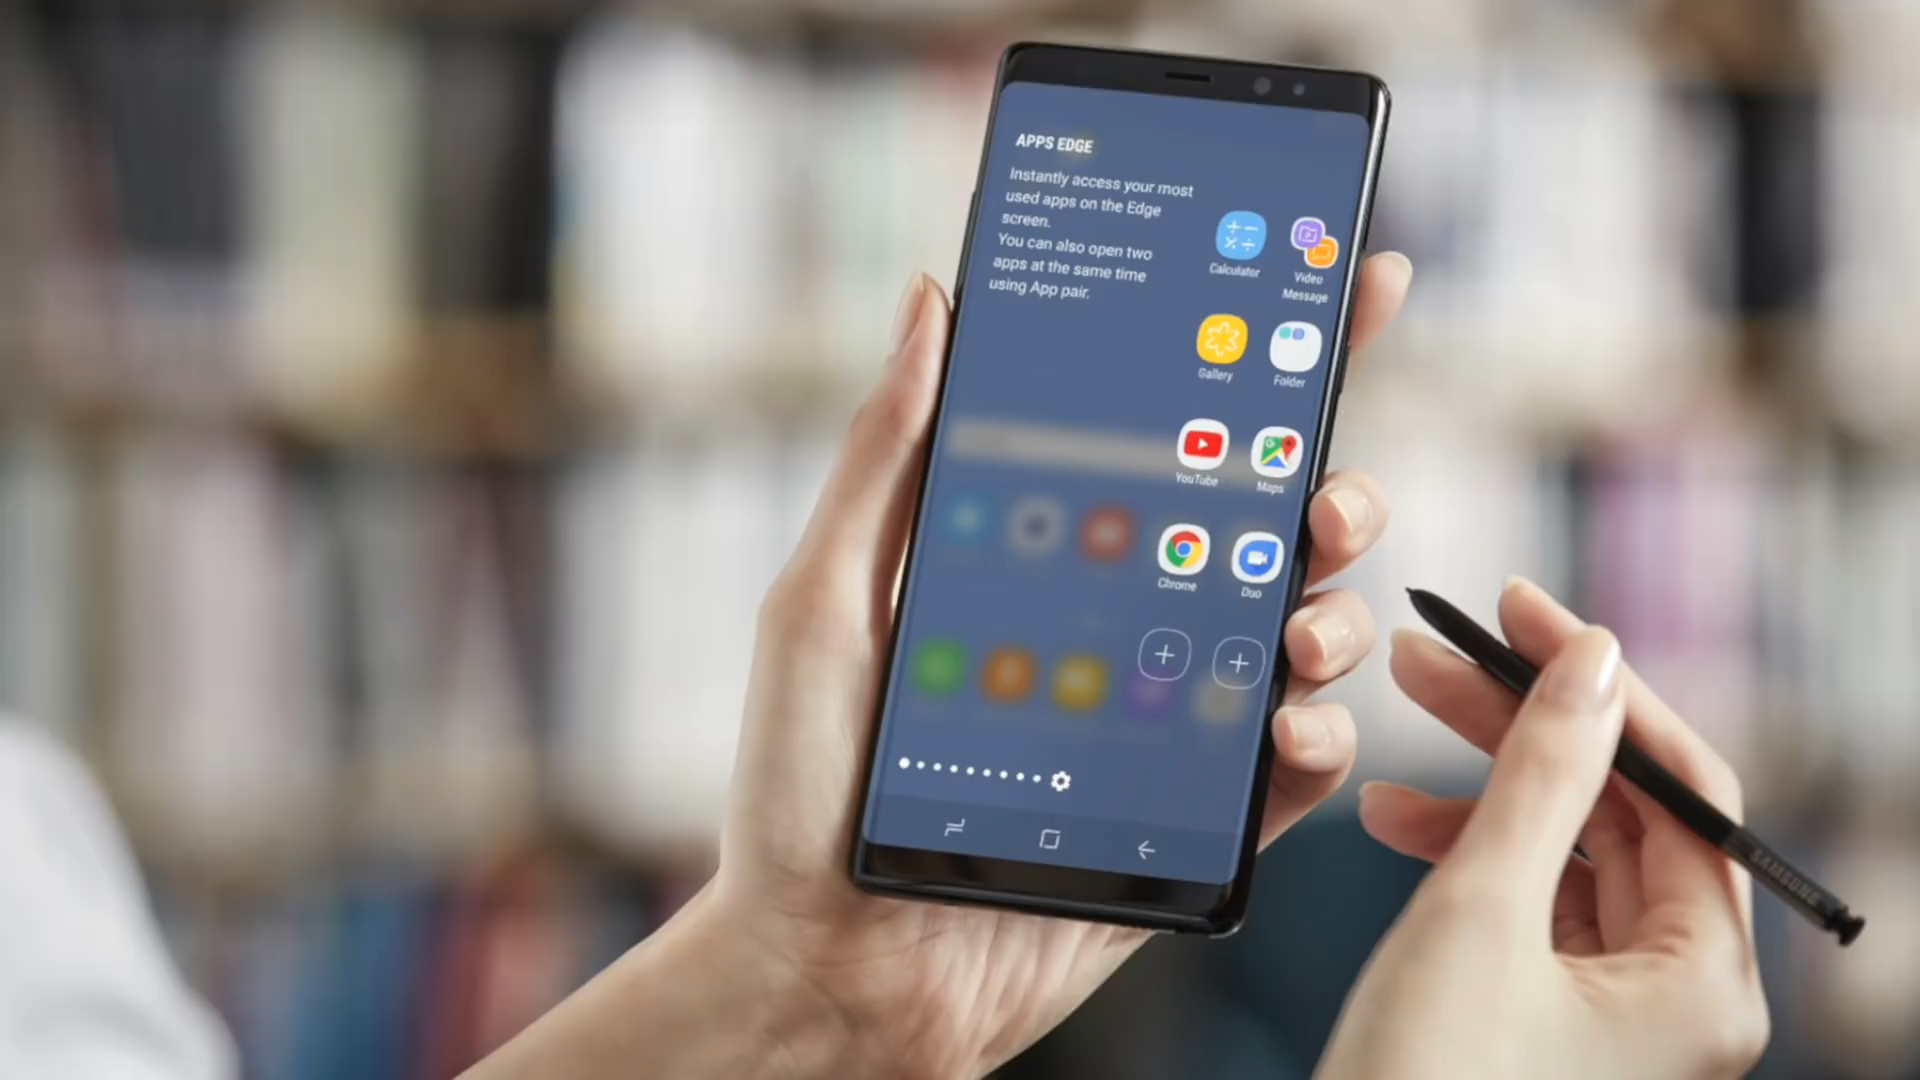 APPS EDGE
Instantly access your most
used apps on the Edge
screen.
You can also open two
apps at the same time
using App pair.
Calculator
Video
Message
Gallery
Folder
YouTube
Maps
Chrome
Duo
SAMSUNG